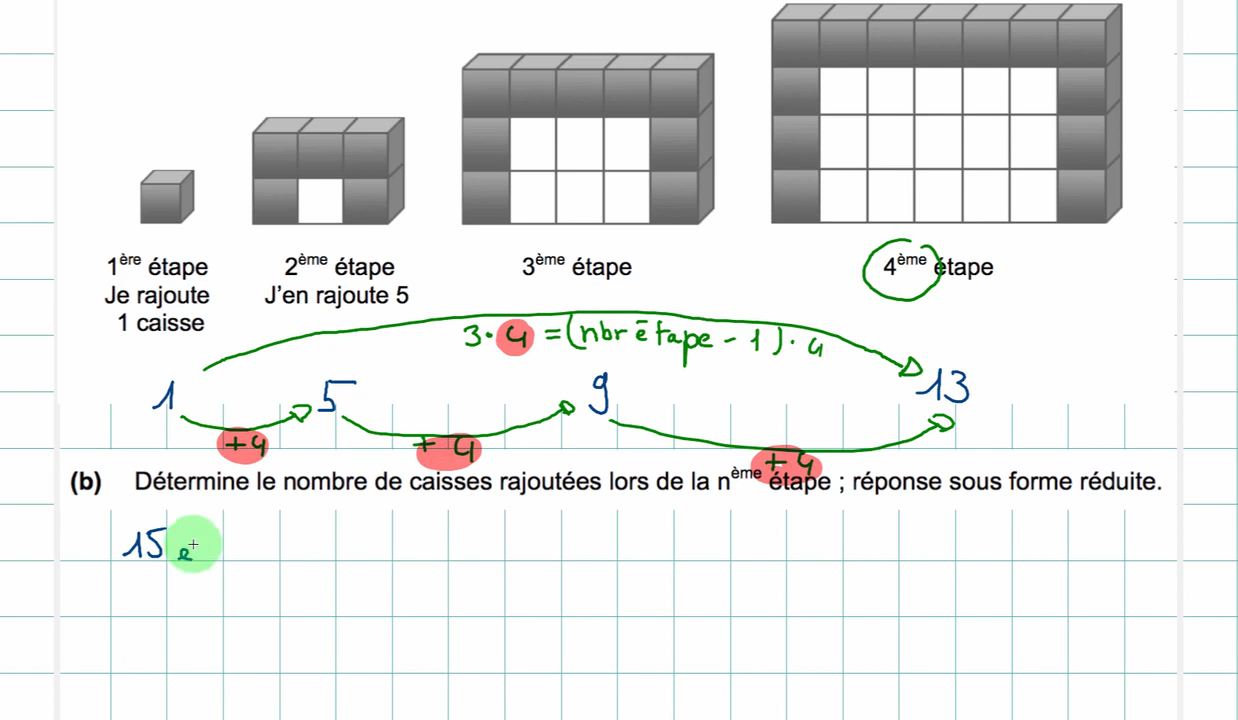 1ère étape 2ème étape 3ème étape 4ème étape
Je rajoute J'en rajoute 5
1 caisse
3 · 4 = (nbr étape - 1) · 4
1 5 9 13
+4 +4 +4
(b) Détermine le nombre de caisses rajoutées lors de la nème étape ; réponse sous forme réduite.
15 e